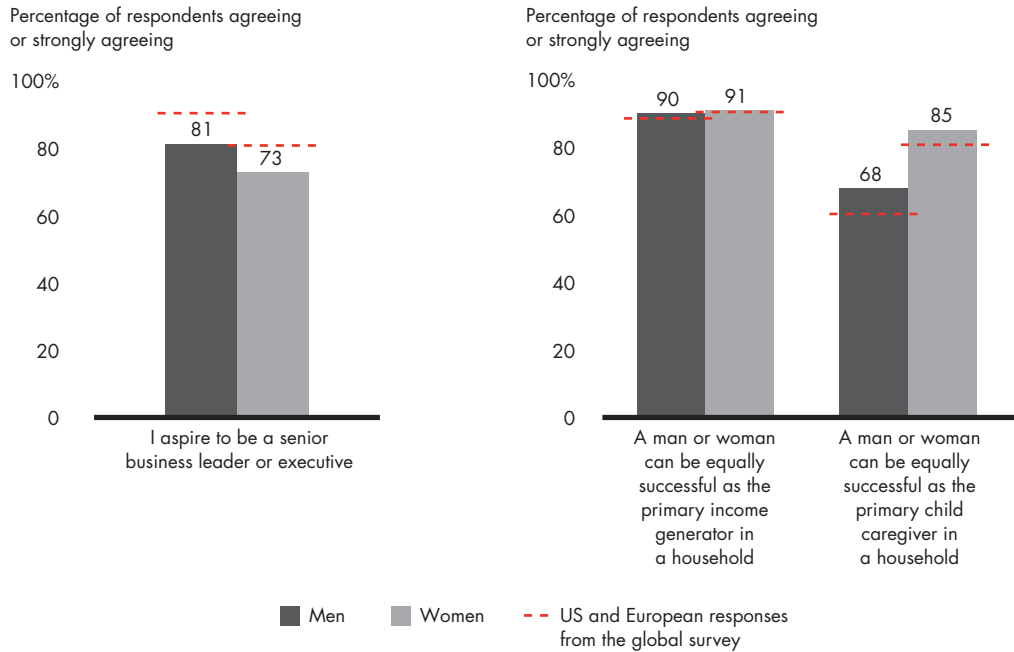 Percentage of respondents agreeing
or strongly agreeing
100%
80
60
40
20
0
81
73
I aspire to be a senior
business leader or executive
Percentage of respondents agreeing
or strongly agreeing
100%
80
60
40
20
0
90
91
68
85
A man or woman
can be equally
successful as the
primary income
generator in
a household
A man or woman
can be equally
successful as the
primary child
caregiver in
a household
Men
Women
US and European responses
from the global survey